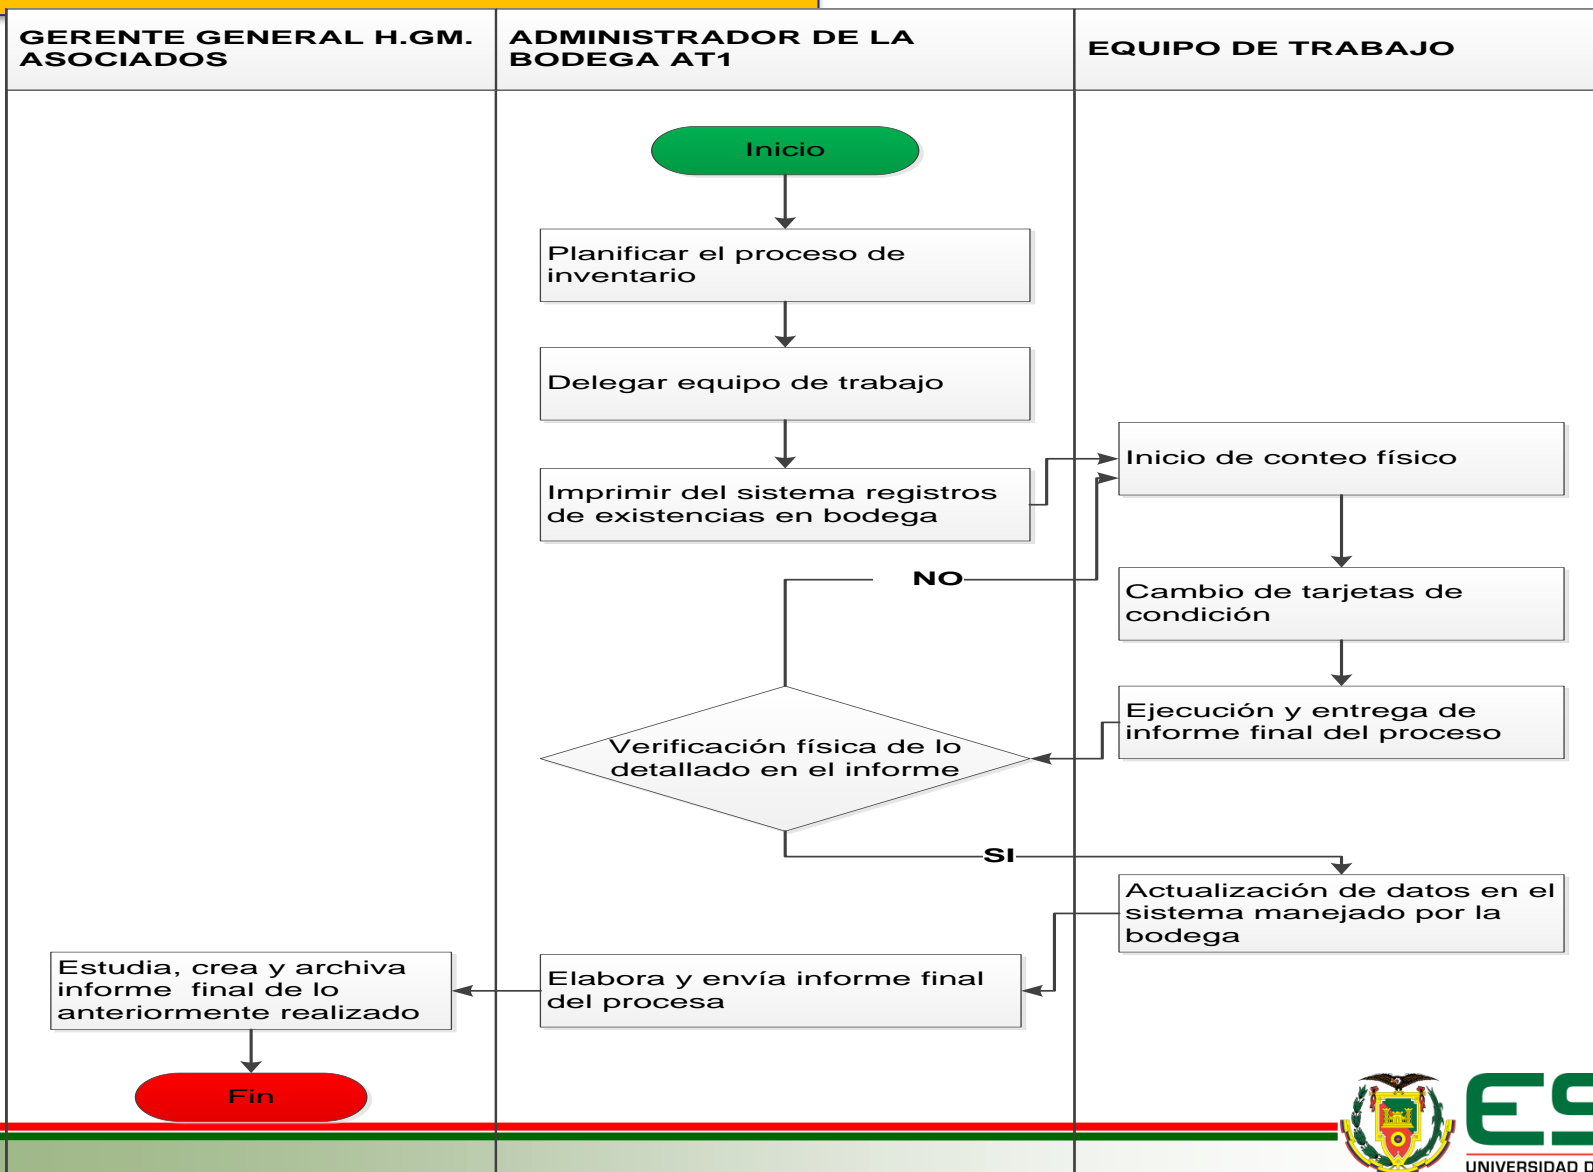 GERENTE GENERAL H.GM.
ASOCIADOS
ADMINISTRADOR DE LA
BODEGA AT1
EQUIPO DE TRABAJO
Inicio
Planificar el proceso de
inventario
Delegar equipo de trabajo
Imprimir del sistema registros
de existencias en bodega
Inicio de conteo físico
NO
Cambio de tarjetas de
condición
Ejecución y entrega de
informe final del proceso
Verificación física de lo
detallado en el informe
SI
Actualización de datos en el
sistema manejado por la
bodega
Elabora y envía informe final
del procesa
Estudia, crea y archiva
informe final de lo
anteriormente realizado
Fin
ES
UNIVERSIDAD D